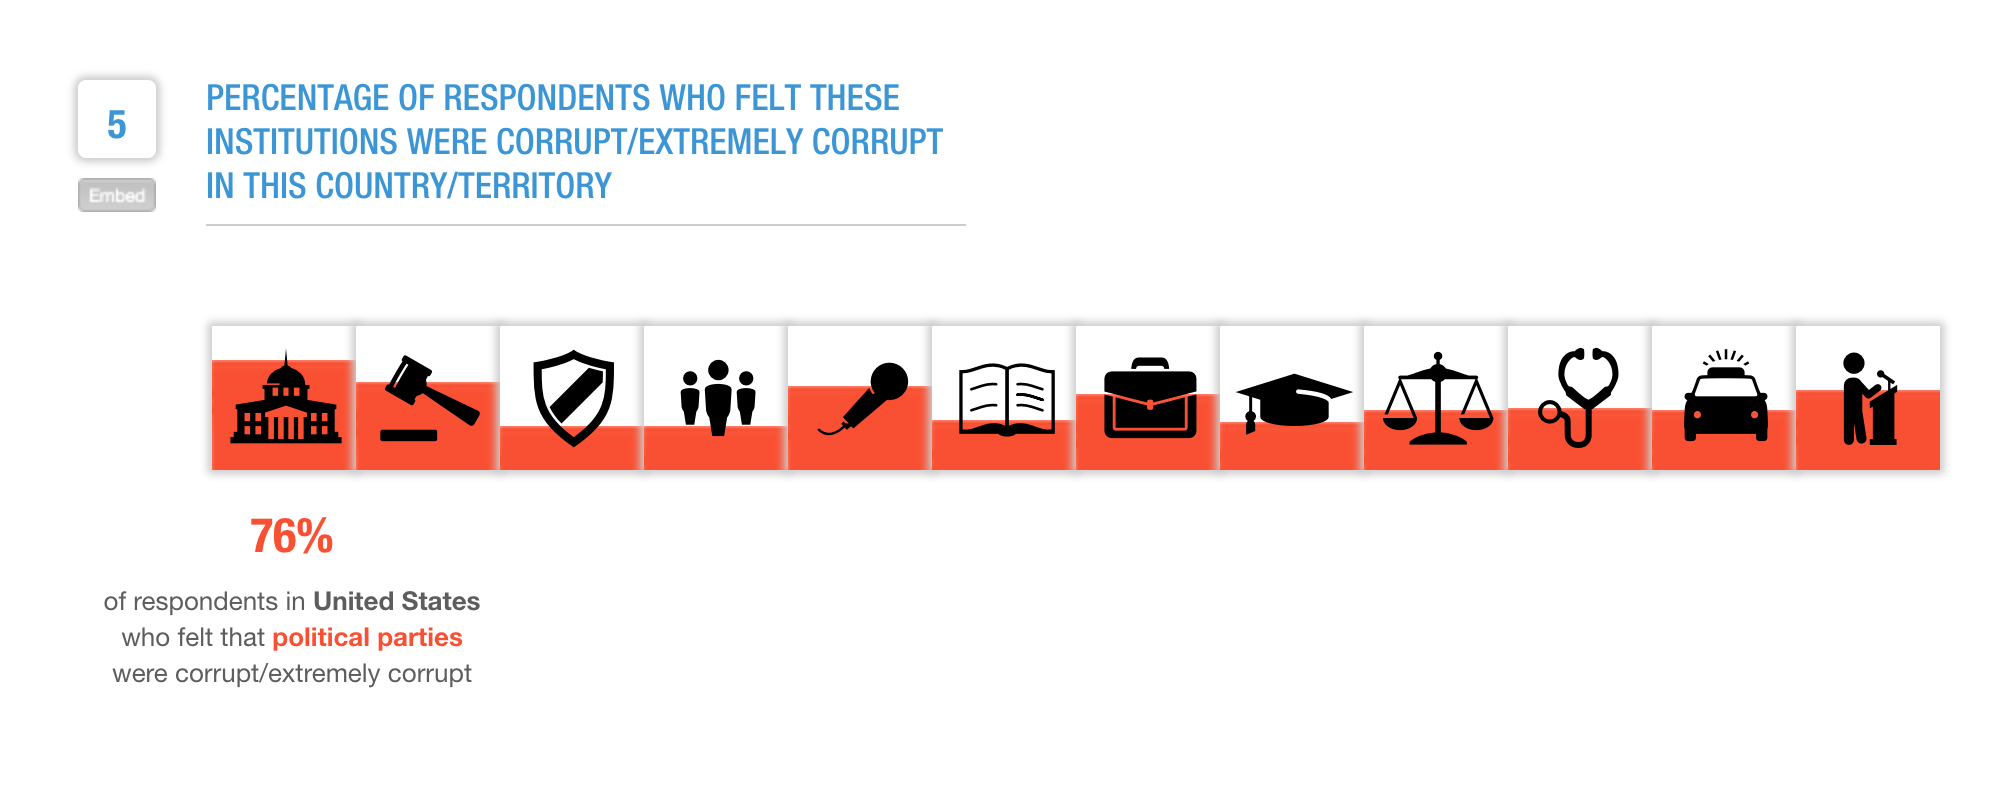 5
Embed
PERCENTAGE OF RESPONDENTS WHO FELT THESE
INSTITUTIONS WERE CORRUPT/EXTREMELY CORRUPT
IN THIS COUNTRY/TERRITORY
76%
of respondents in United States
who felt that political parties
were corrupt/extremely corrupt